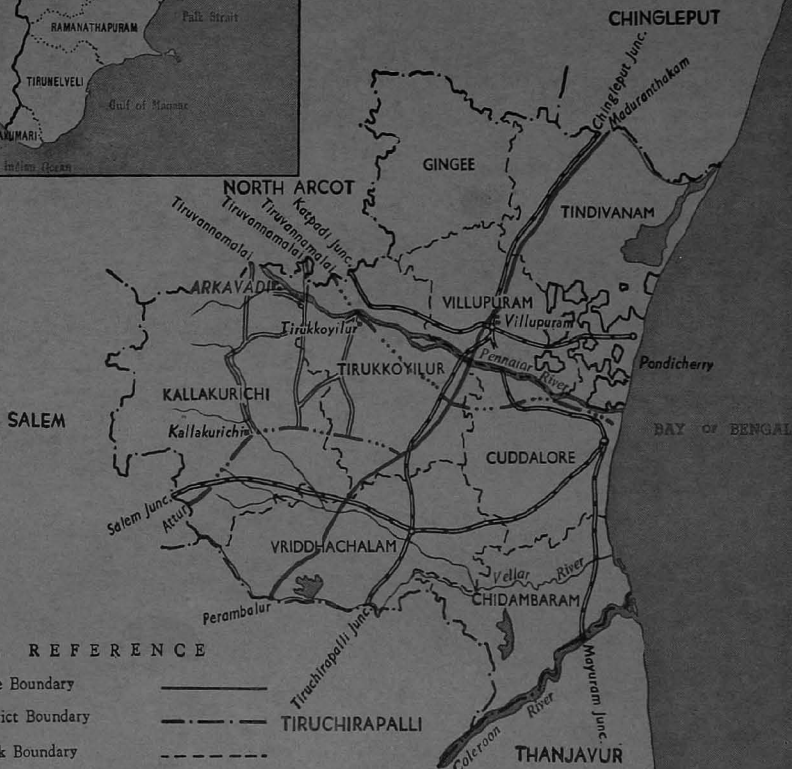 Palk Strait
CHINGLEPUT
RAMANATHAPURAM
Chingleput Junc.
Maduranthakam
TIRUNELVELI
Gulf of Manaar
Indian Ocean
GINGEE
NORTH ARCOT
Tiruvannamalai
Tiruvannamalai
Tiruvannamalai
Katpadi Junc.
TINDIVANAM
ARKAVADI
VILLUPURAM
Villupuram
Tirukkoyilur
Pennaiar River
Pondicherry
TIRUKKOYILUR
KALLAKURICHI
SALEM
Kallakurichi
BAY OF BENGAL
CUDDALORE
Salem Junc.
Attur
VRIDDHACHALAM
Vellar River
CHIDAMBARAM
Perambalur
Tiruchirapalli Junc.
REFERENCE
Boundary
ict Boundary
k Boundary
TIRUCHIRAPALLI
Mayuram Junc.
Coleroon River
THANJAVUR